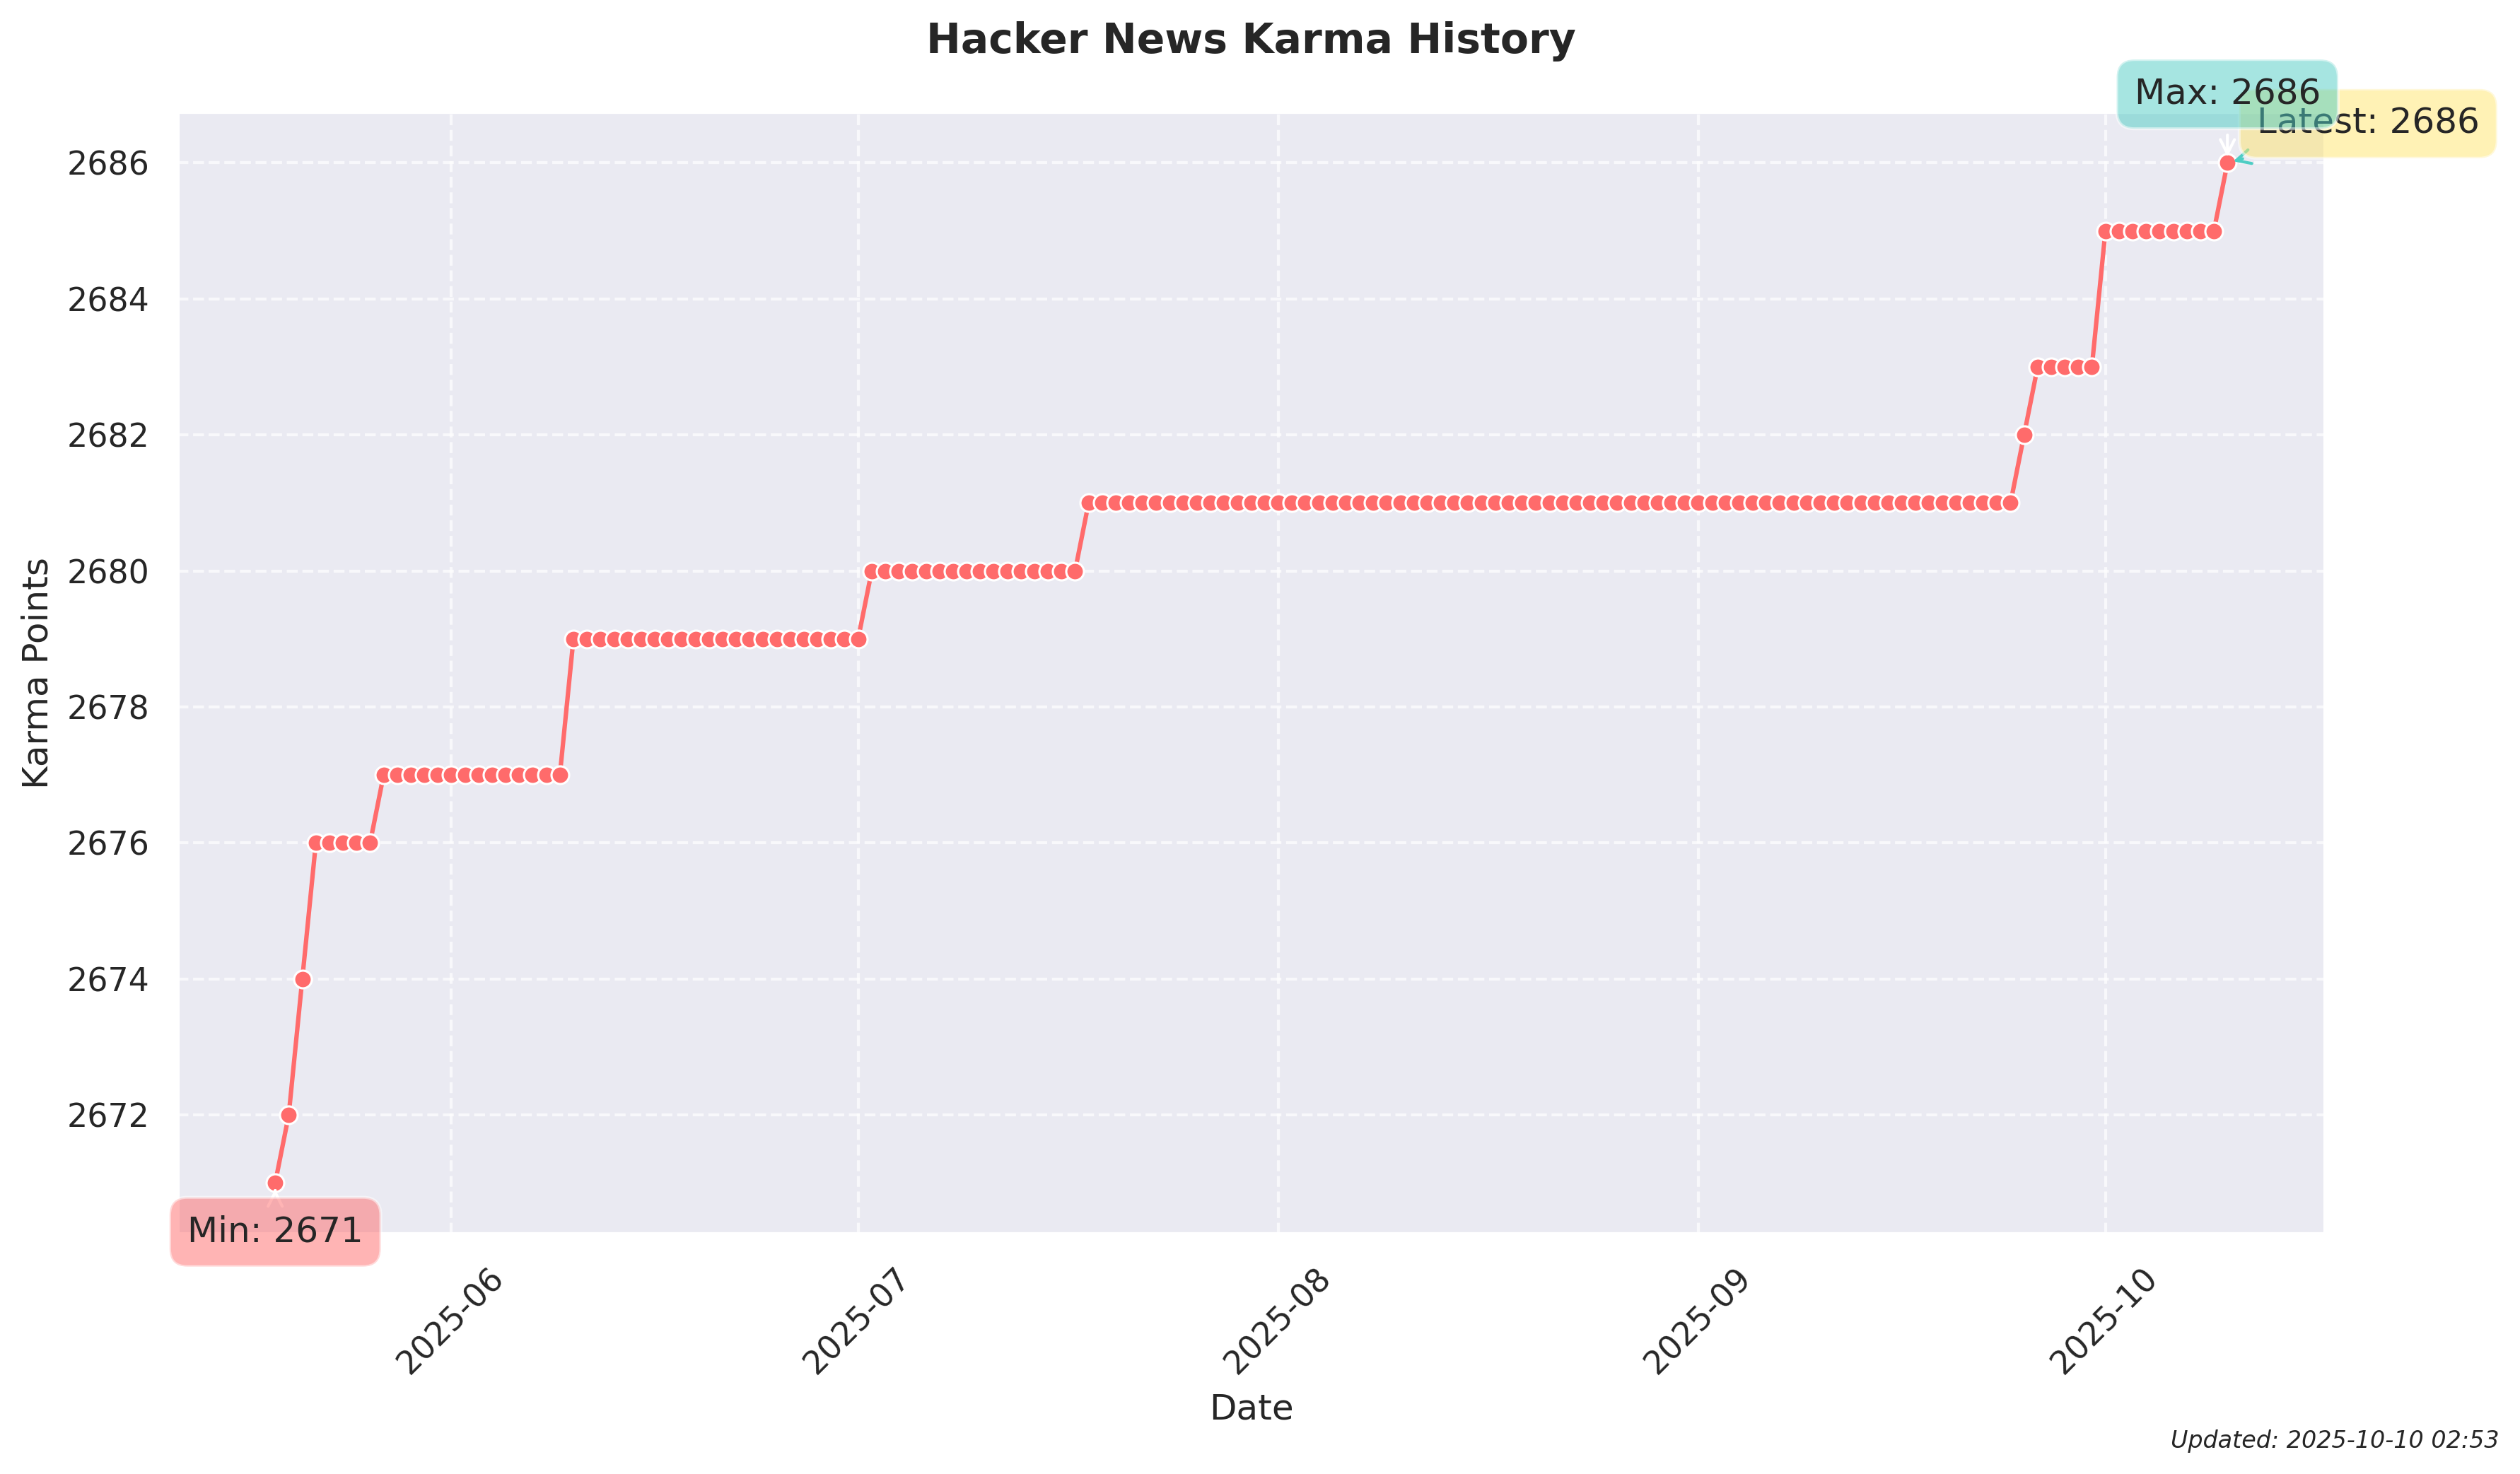 Hacker News Karma History
Max: 2686
Latest: 2686
2686
2684
2682
2680
2678
2676
2674
2672
Karma Points
Min: 2671
2025-06
2025-07
2025-08
2025-09
2025-10
Date
Updated: 2025-10-10 02:53